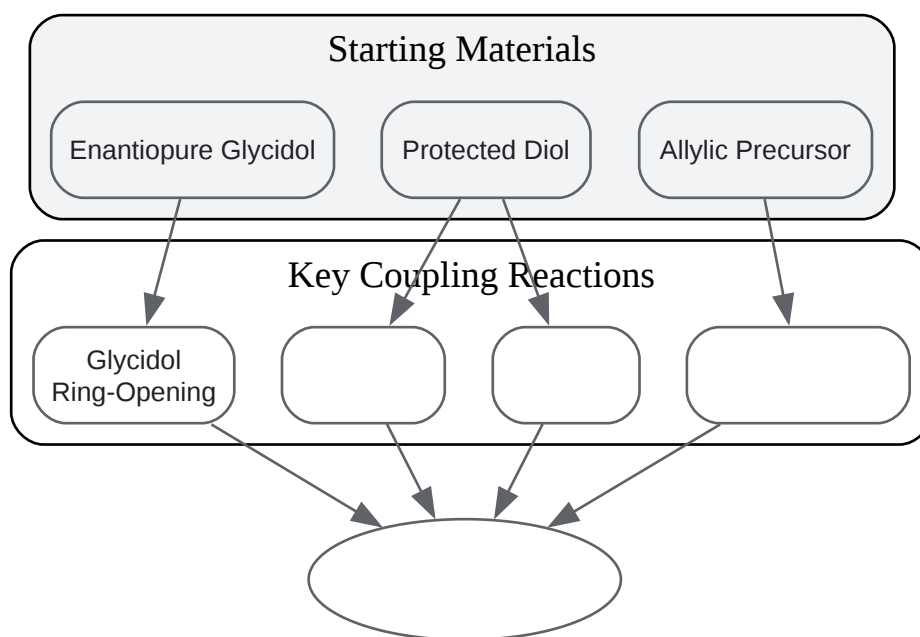 Starting Materials
Enantiopure Glycidol
Protected Diol
Allylic Precursor
Key Coupling Reactions
Glycidol
Ring-Opening